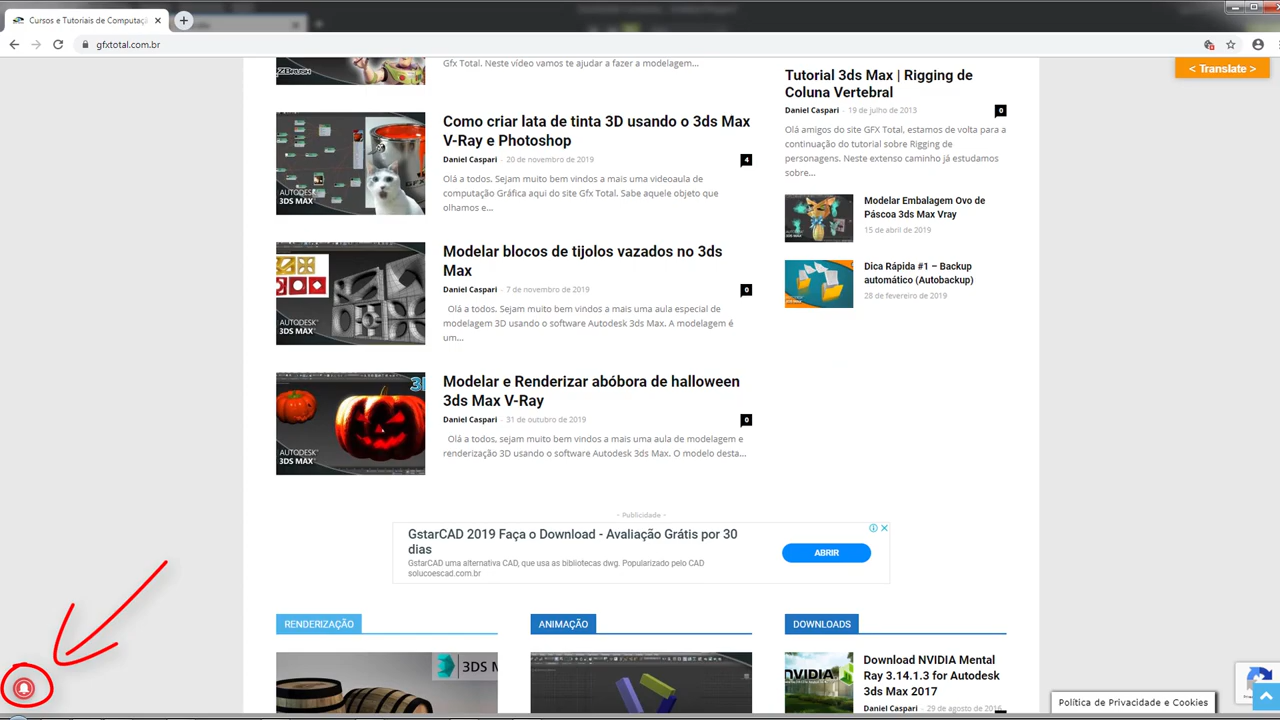 Cursos e Tutoriais de Computaçã
gfxtotal.com.br
< Translate >
Gfx Total. Neste vídeo vamos te ajudar a fazer a modelagem...
ZBRUSH
Como criar lata de tinta 3D usando o 3ds Max
V-Ray e Photoshop
Daniel Caspari - 20 de novembro de 2019
4
Olá a todos. Sejam muito bem vindos a mais uma videoaula de
computação Gráfica aqui do site Gfx Total. Sabe aquele objeto que
olhamos e...
AUTODESK
3DS MAX
Modelar blocos de tijolos vazados no 3ds
Max
Daniel Caspari - 7 de novembro de 2019
0
Olá a todos. Sejam muito bem vindos a mais uma aula especial de
modelagem 3D usando o software Autodesk 3ds Max. A modelagem é
um...
AUTODESK
3DS MAX
Modelar e Renderizar abóbora de halloween
3ds Max V-Ray
Daniel Caspari - 31 de outubro de 2019
0
Olá a todos, sejam muito bem vindos a mais uma aula de modelagem e
renderização 3D usando o software Autodesk 3ds Max. O modelo desta...
3D
AUTODESK
3DS MAX
Tutorial 3ds Max | Rigging de
Coluna Vertebral
Daniel Caspari - 19 de julho de 2013
0
Olá amigos do site GFX Total, estamos de volta para a
continuação do tutorial sobre Rigging de
personagens. Neste extenso caminho já estudamos
sobre...
Modelar Embalagem Ovo de
Páscoa 3ds Max Vray
15 de abril de 2019
Dica Rápida #1 – Backup
automático (Autobackup)
28 de fevereiro de 2019
- Publicidade -
GstarCAD 2019 Faça o Download - Avaliação Grátis por 30
dias
GstarCAD uma alternativa CAD, que usa as bibliotecas dwg. Popularizado pelo CAD
solucoescad.com.br
ABRIR
RENDERIZAÇÃO
ANIMAÇÃO
DOWNLOADS
3DS M
NVIDIA
Download NVIDIA Mental
Ray 3.14.1.3 for Autodesk
3ds Max 2017
Daniel Caspari - 29 de agosto de 2016
Política de Privacidade e Cookies